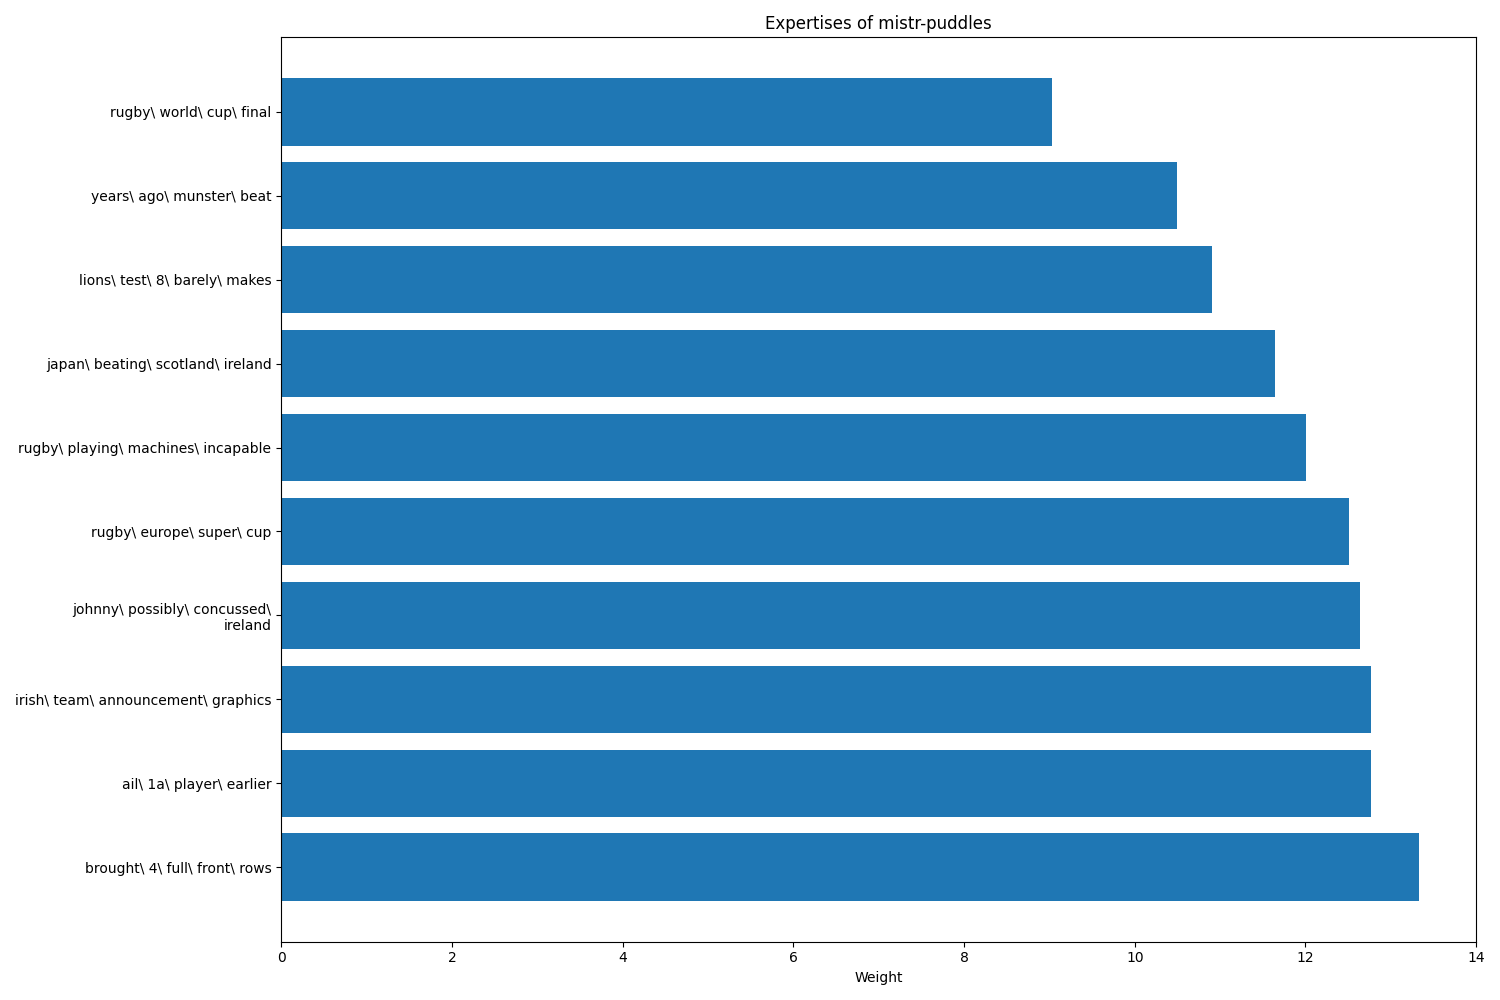 Expertises of mistr-puddles
rugby\ world\ cup\ final
years\ ago\ munster\ beat
lions\ test\ 8\ barely\ makes
japan\ beating\ scotland\ ireland
rugby\ playing\ machines\ incapable
rugby\ europe\ super\ cup
johnny\ possibly\ concussed\
ireland
irish\ team\ announcement\ graphics
ail\ 1a\ player\ earlier
brought\ 4\ full\ front\ rows
0 2 4 6 8 10 12 14
Weight